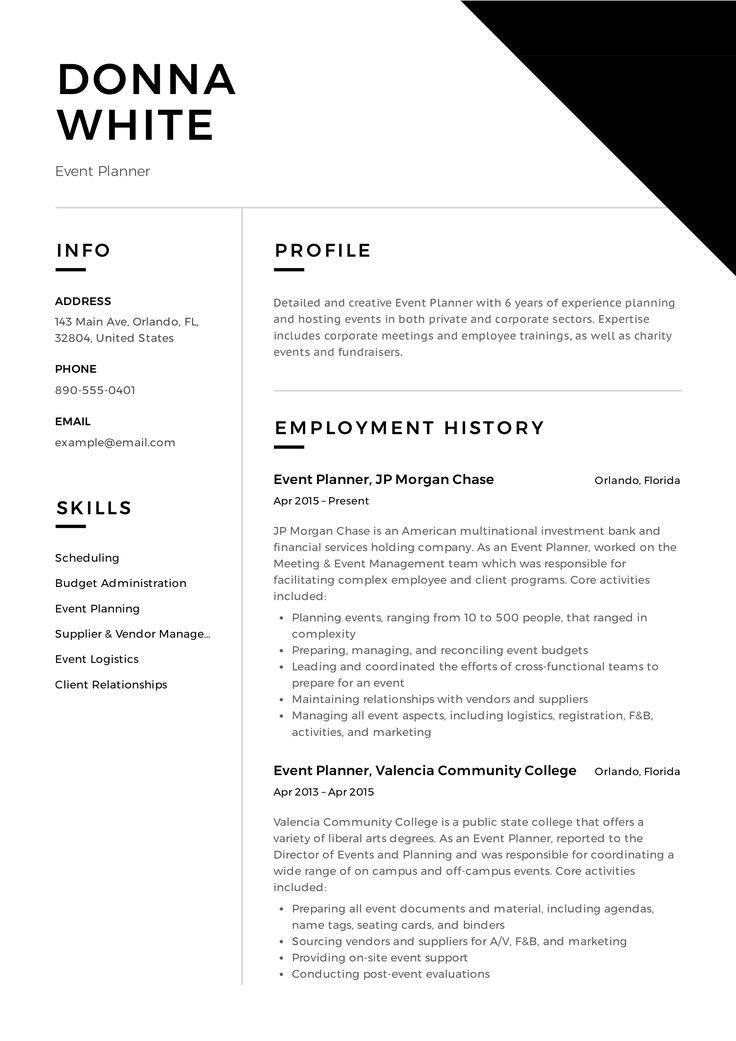 DONNA
WHITE
Event Planner
INFO
ADDRESS
143 Main Ave, Orlando, FL,
32804, United States
PHONE
890-555-0401
EMAIL
example@email.com
SKILLS
Scheduling
Budget Administration
Event Planning
Supplier & Vendor Manage...
Event Logistics
Client Relationships
PROFILE
Detailed and creative Event Planner with 6 years of experience planning
and hosting events in both private and corporate sectors. Expertise
includes corporate meetings and employee trainings, as well as charity
events and fundraisers.
EMPLOYMENT HISTORY
Event Planner, JP Morgan Chase Orlando, Florida
Apr 2015 – Present
JP Morgan Chase is an American multinational investment bank and
financial services holding company. As an Event Planner, worked on the
Meeting & Event Management team which was responsible for
facilitating complex employee and client programs. Core activities
included:
• Planning events, ranging from 10 to 500 people, that ranged in
complexity
• Preparing, managing, and reconciling event budgets
• Leading and coordinated the efforts of cross-functional teams to
prepare for an event
• Maintaining relationships with vendors and suppliers
• Managing all event aspects, including logistics, registration, F&B,
activities, and marketing
Event Planner, Valencia Community College Orlando, Florida
Apr 2013 – Apr 2015
Valencia Community College is a public state college that offers a
variety of liberal arts degrees. As an Event Planner, reported to the
Director of Events and Planning and was responsible for coordinating a
wide range of on campus and off-campus events. Core activities
included:
• Preparing all event documents and material, including agendas,
name tags, seating cards, and binders
• Sourcing vendors and suppliers for A/V, F&B, and marketing
• Providing on-site event support
• Conducting post-event evaluations